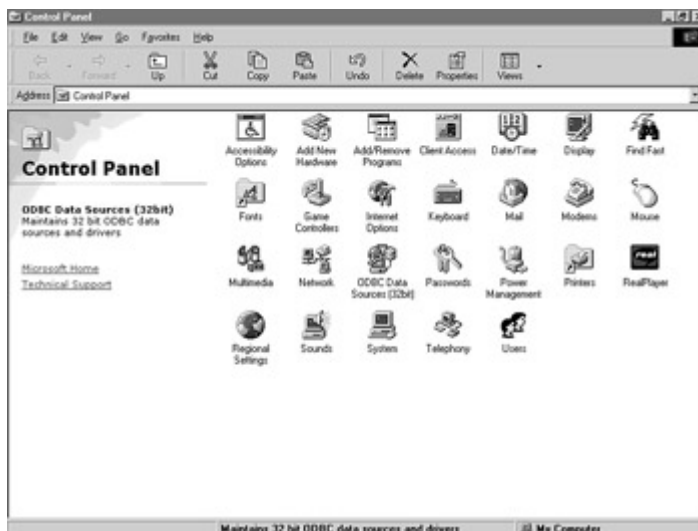 Control Panel
File Edit View Go Favorites Help
Back Forward Up Cut Copy Paste Undo Delete Properties Views
Address Control Panel
Control Panel
ODBC Data Sources (32bit)
Maintains 32 bit ODBC data
sources and drivers
Microsoft Home
Technical Support
Accessibility Options
Add New Hardware
Add/Remove Programs
Client Access
Date/Time
Display
Find Fast
Fonts
Game Controllers
Internet Options
Keyboard
Mail
Modems
Mouse
Multimedia
Network
ODBC Data Sources (32bit)
Passwords
Power Management
Printers
real
RealPlayer
Regional Settings
Sounds
System
Telephony
Users
Maintains 32 bit ODBC data sources and drivers My Computer